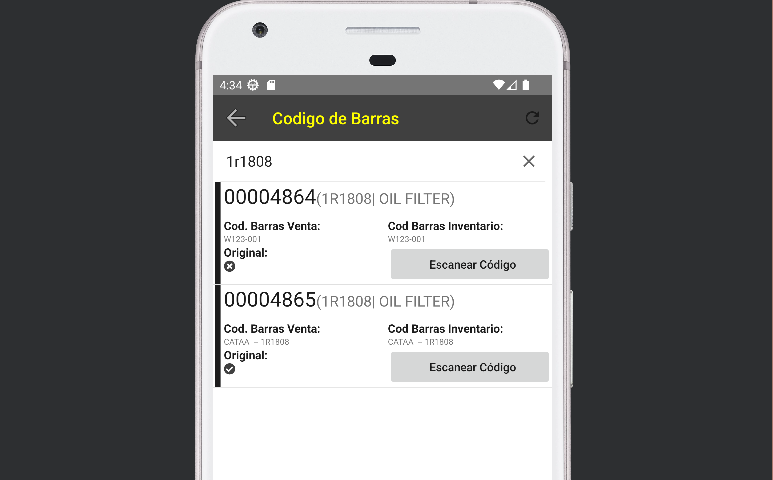 4:34
Codigo de Barras
1r1808
00004864(1R1808| OIL FILTER)
Cod. Barras Venta: Cod Barras Inventario:
W123-001 W123-001
Original:
Escanear Código
00004865(1R1808| OIL FILTER)
Cod. Barras Venta: Cod Barras Inventario:
CATAA – 1R1808 CATAA – 1R1808
Original:
Escanear Código